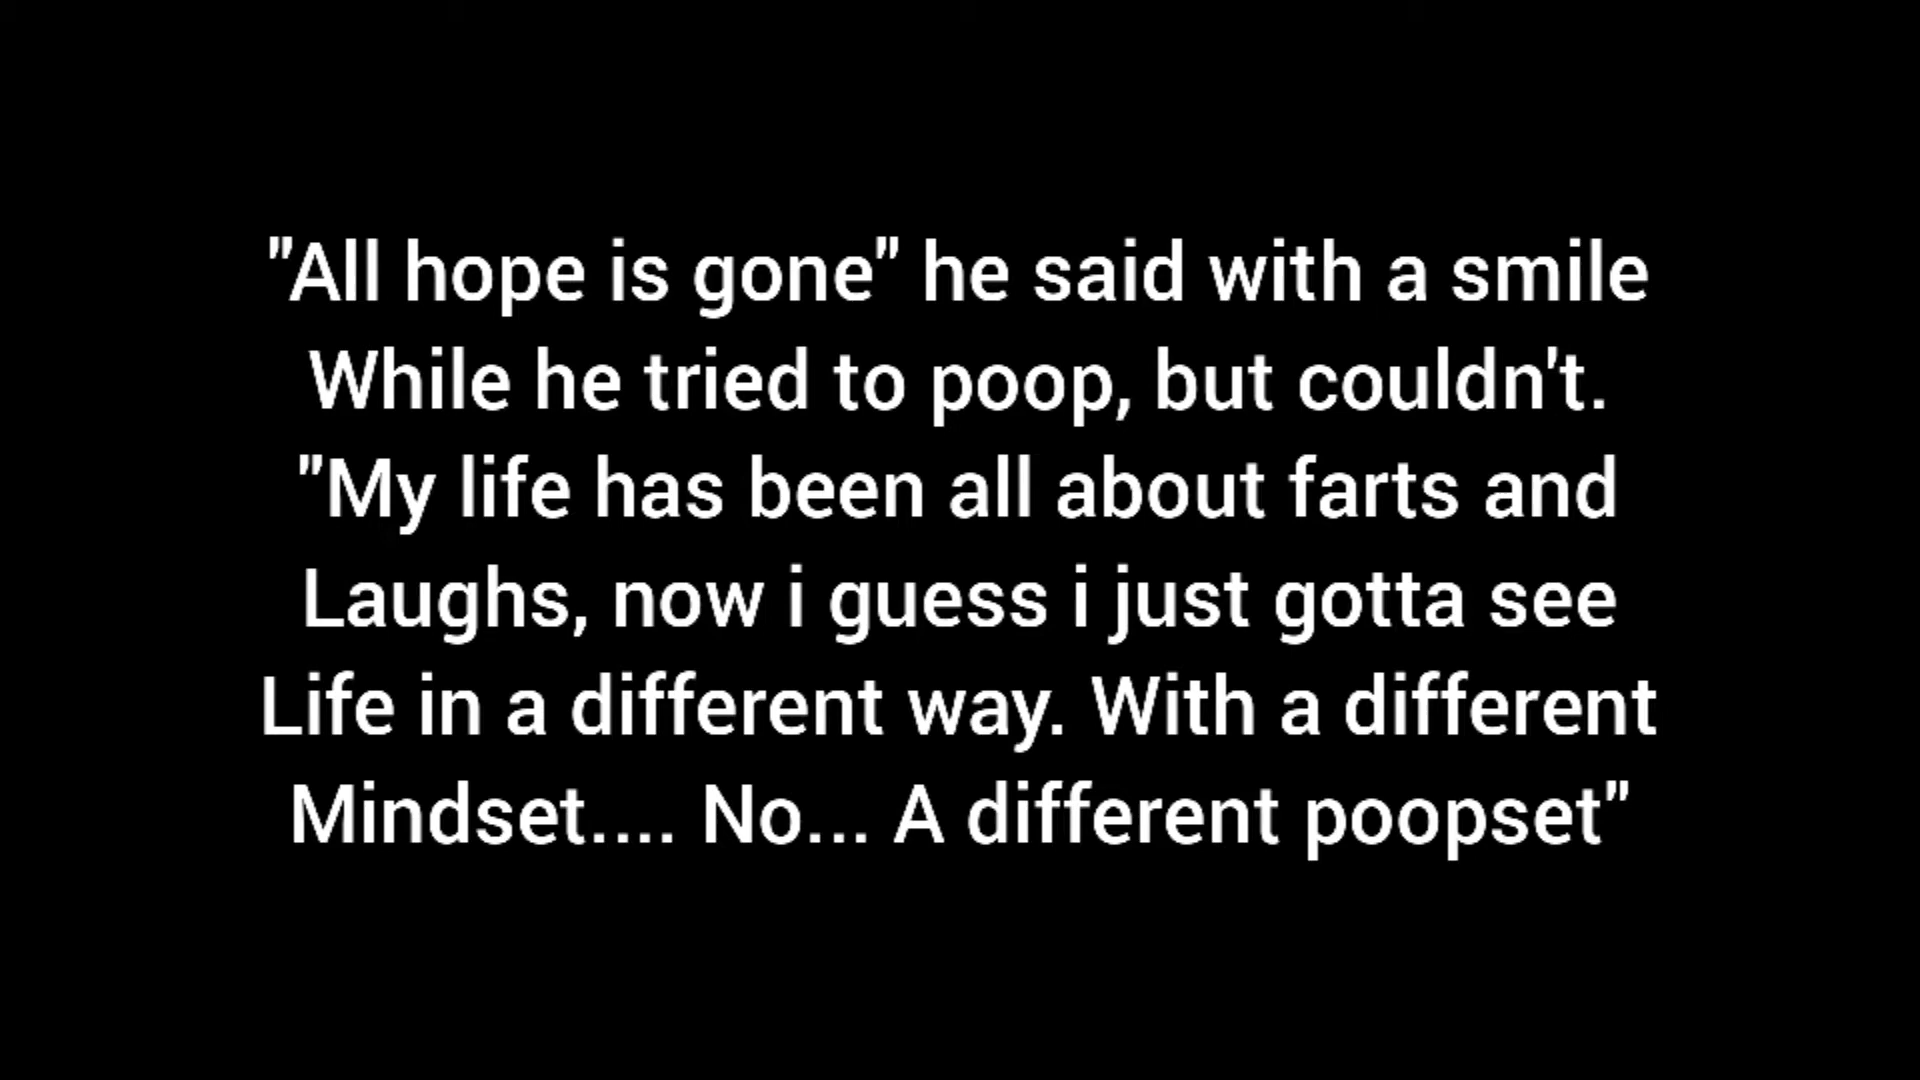 "All hope is gone" he said with a smile
While he tried to poop, but couldn't.
"My life has been all about farts and
Laughs, now i guess i just gotta see
Life in a different way. With a different
Mindset.... No... A different poopset"